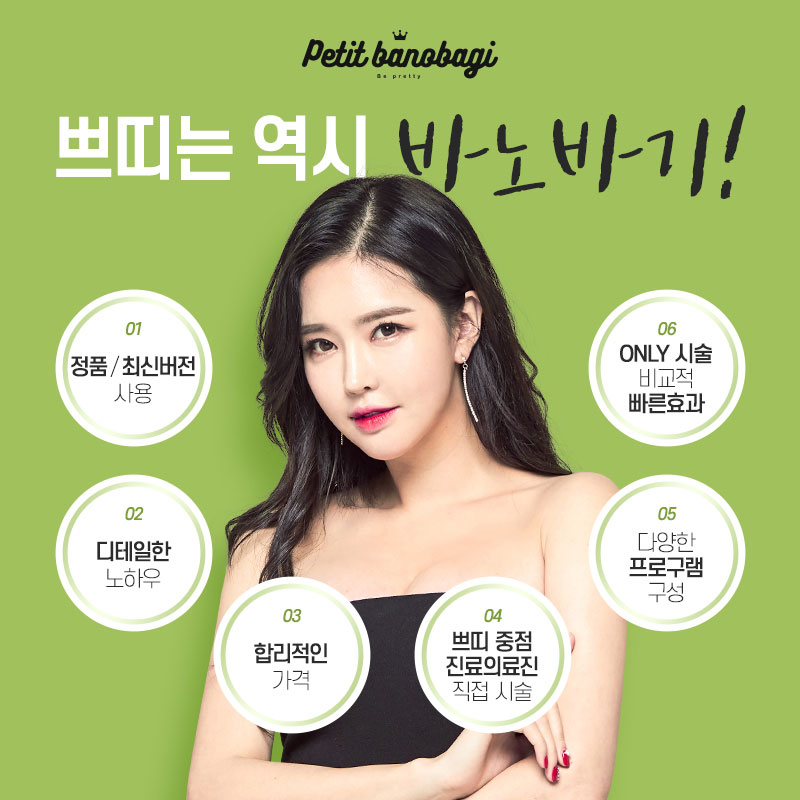 Petit banobagi
Be pretty
쁘띠는 역시 바노바기!
01
정품 / 최신버전
사용
02
디테일한
노하우
03
합리적인
가격
04
쁘띠 중점
진료의료진
직접 시술
05
다양한
프로구램
구성
06
ONLY 시술
비교적
빠른효과